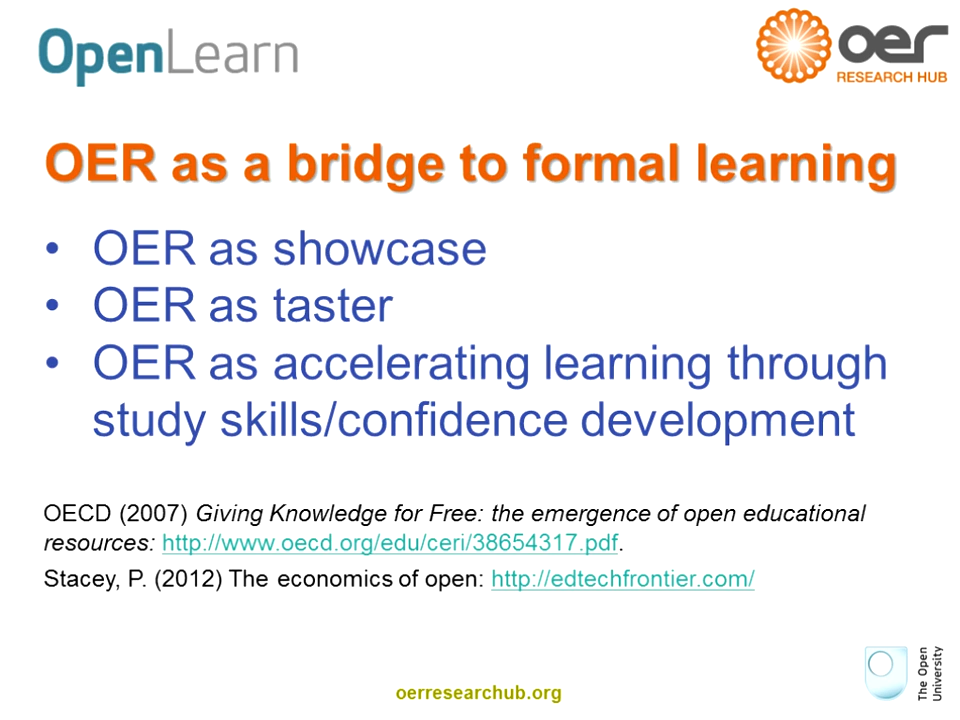 OpenLearn
oer
RESEARCH HUB
OER as a bridge to formal learning
• OER as showcase
• OER as taster
• OER as accelerating learning through
study skills/confidence development
OECD (2007) Giving Knowledge for Free: the emergence of open educational
resources: http://www.oecd.org/edu/ceri/38654317.pdf.
Stacey, P. (2012) The economics of open: http://edtechfrontier.com/
oerresearchub.org
The Open
University